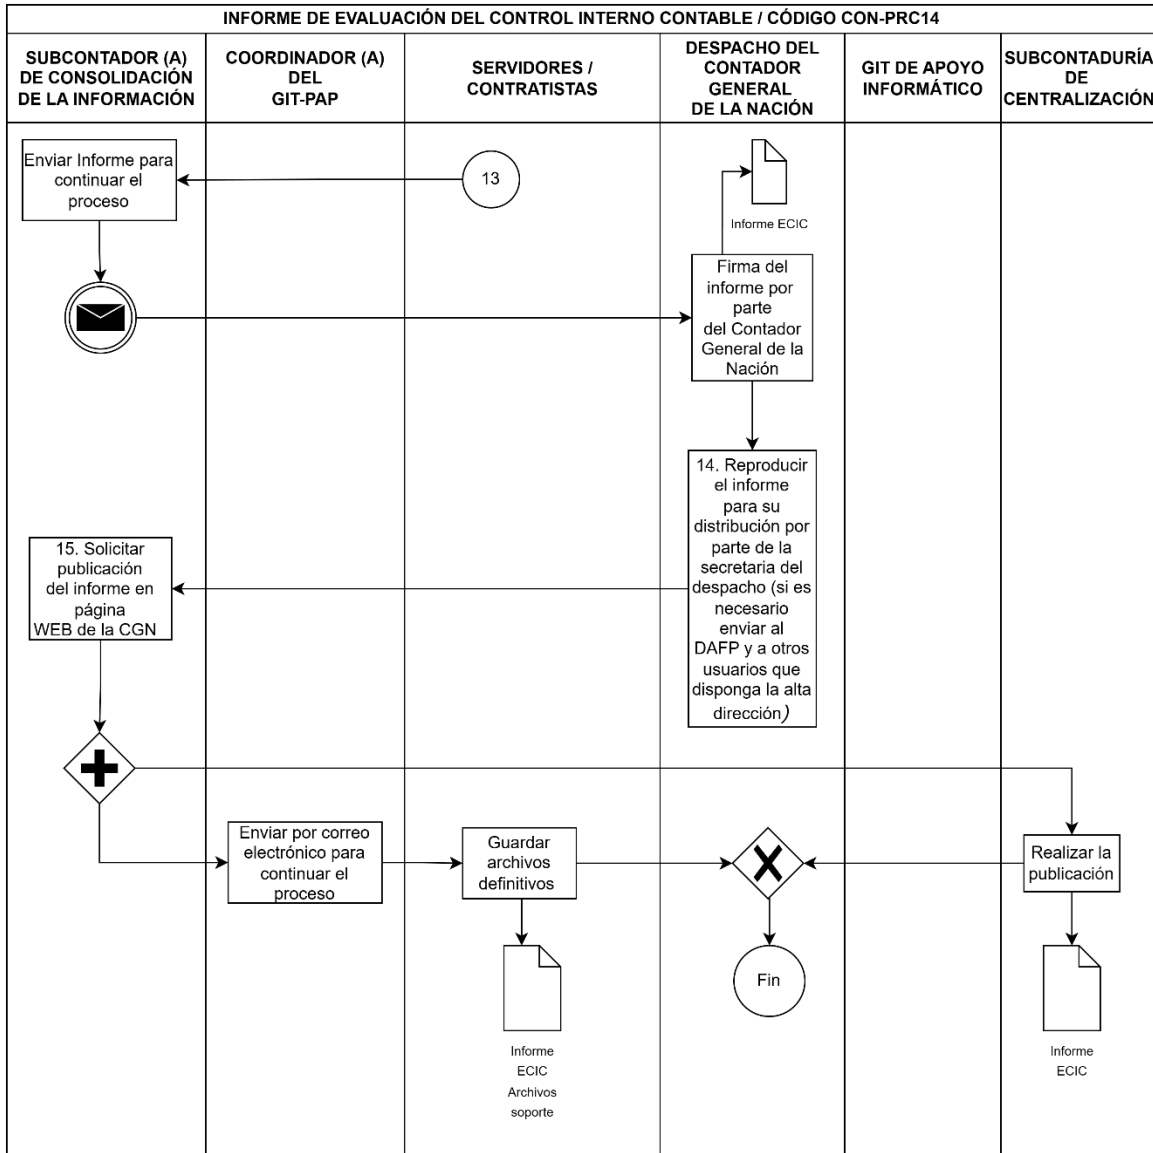 INFORME DE EVALUACIÓN DEL CONTROL INTERNO CONTABLE / CÓDIGO CON-PRC14
SUBCONTADOR (A)
DE CONSOLIDACIÓN
DE LA INFORMACIÓN
COORDINADOR (A)
DEL
GIT-PAP
SERVIDORES /
CONTRATISTAS
DESPACHO DEL
CONTADOR
GENERAL
DE LA NACIÓN
GIT DE APOYO
INFORMÁTICO
SUBCONTADURÍA
DE
CENTRALIZACIÓN
Enviar Informe para
continuar el
proceso
13
Informe ECIC
Firma del
informe por
parte
del Contador
General de la
Nación
14. Reproducir
el informe
para su
distribución por
parte de la
secretaria del
despacho (si es
necesario
enviar al
DAFP y a otros
usuarios que
disponga la alta
dirección)
15. Solicitar
publicación
del informe en
página
WEB de la CGN
Enviar por correo
electrónico para
continuar el
proceso
Guardar
archivos
definitivos
Realizar la
publicación
Fin
Informe
ECIC
Archivos
soporte
Informe
ECIC